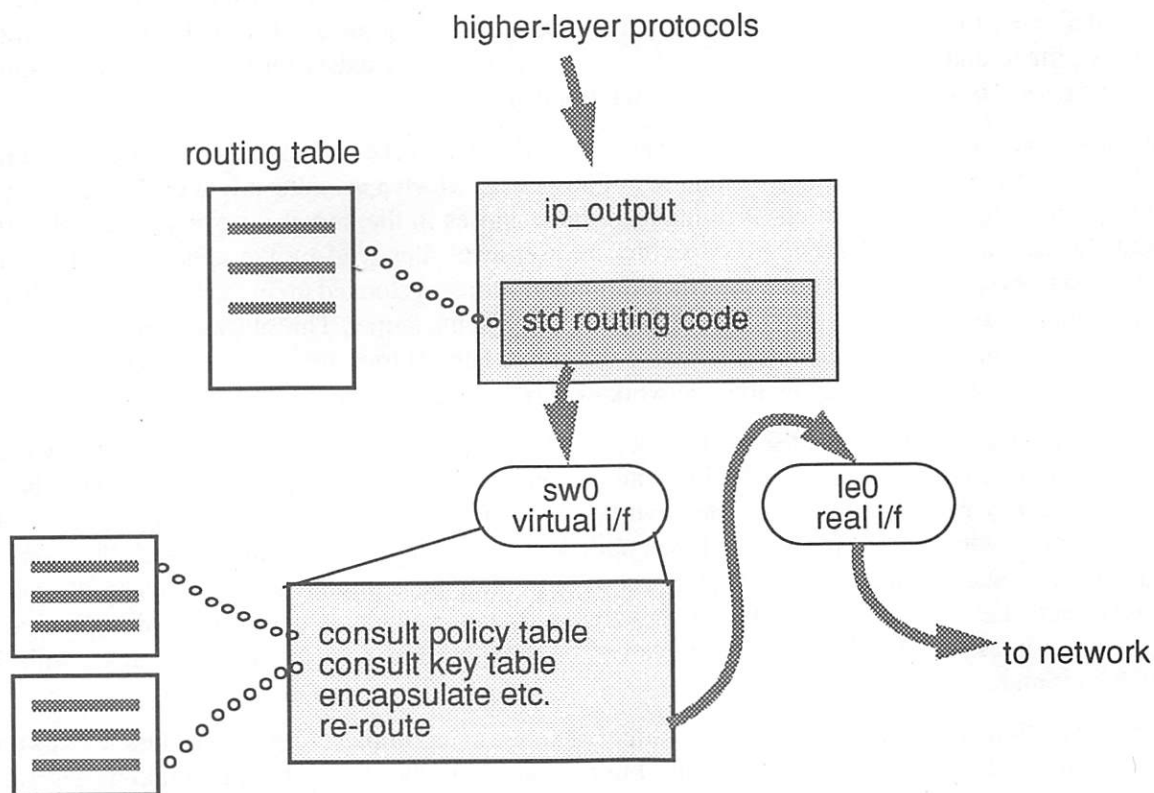 higher-layer protocols
routing table
ip_output
std routing code
sw0
virtual i/f
le0
real i/f
consult policy table
consult key table
encapsulate etc.
re-route
to network